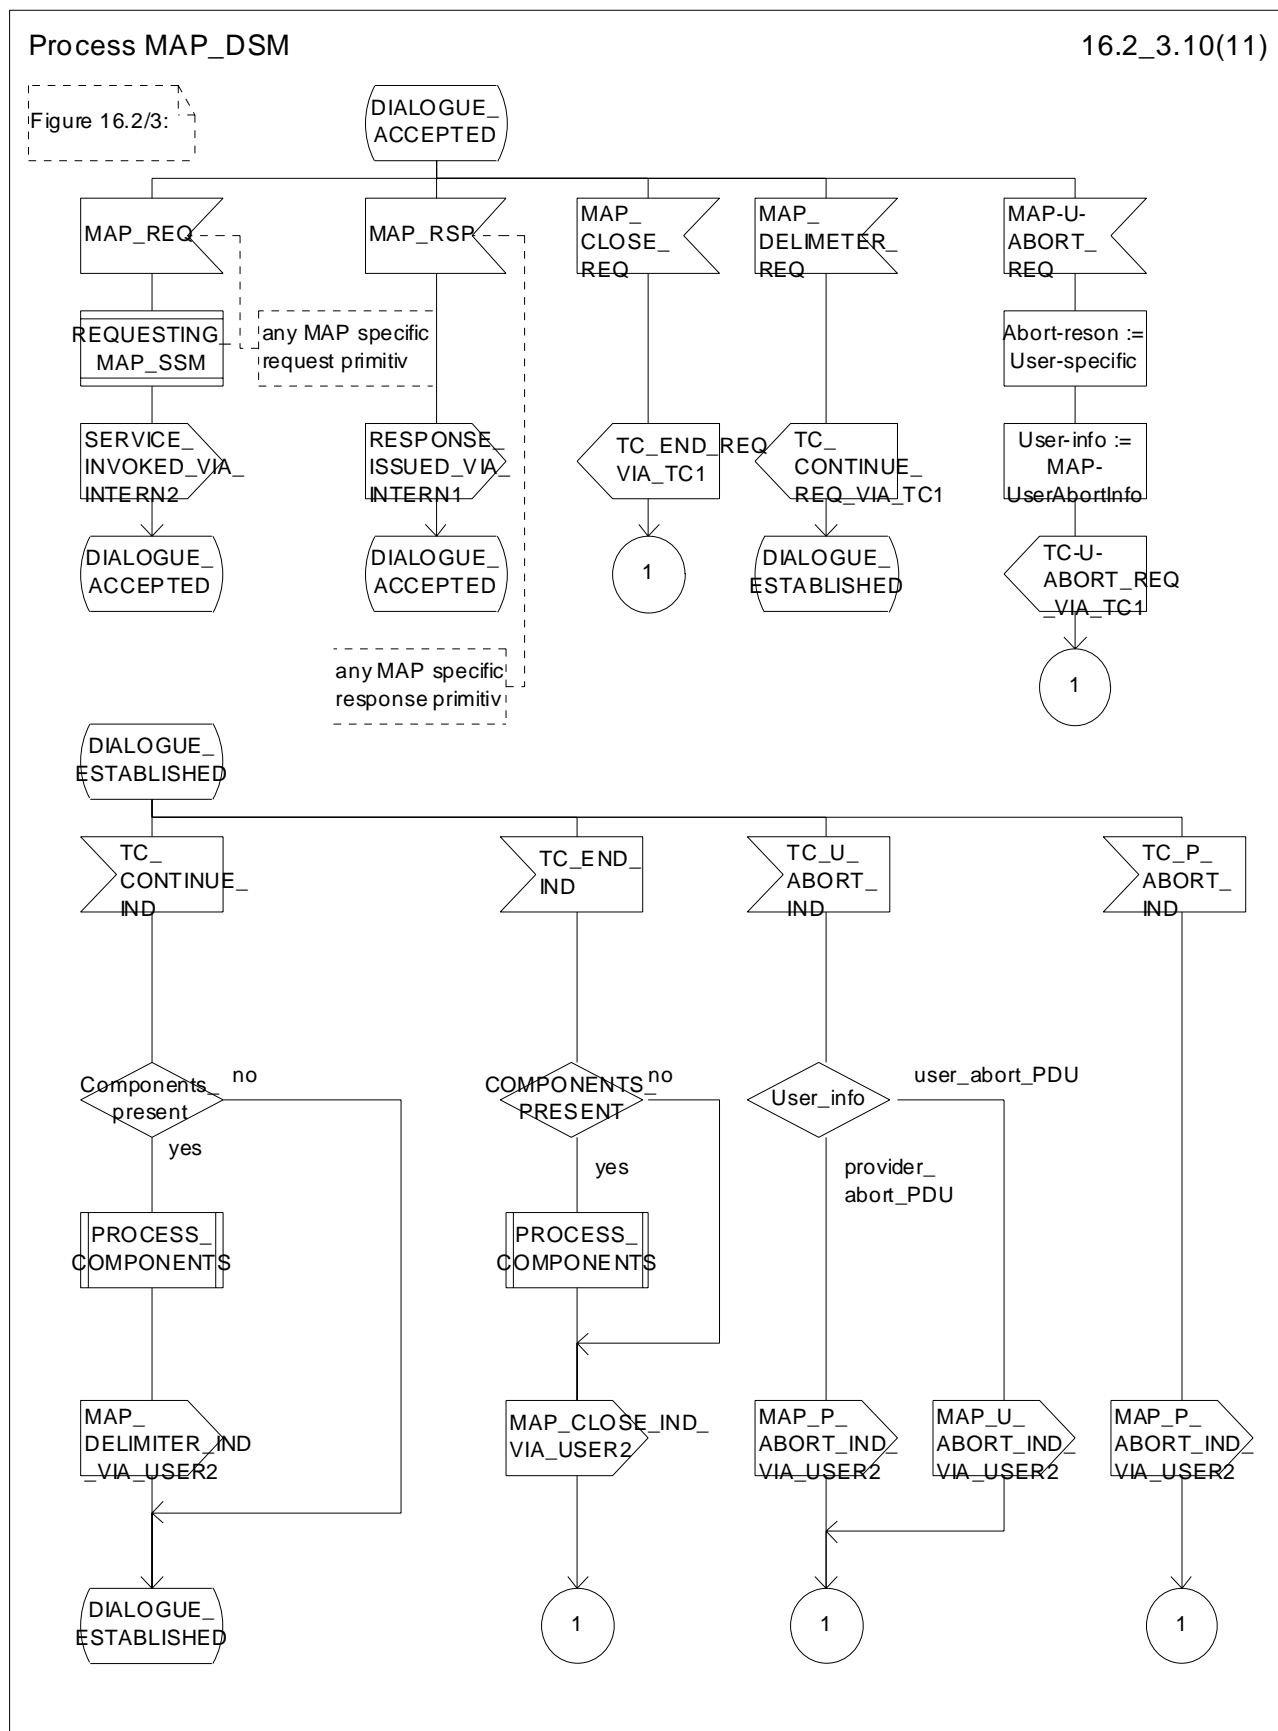 Process MAP_DSM
16.2_3.10(11)
Figure 16.2/3:
DIALOGUE_
ACCEPTED
MAP_REQ
MAP_RSP
MAP_
CLOSE_
REQ
MAP_
DELIMETER_
REQ
MAP-U-
ABORT_
REQ
REQUESTING_
MAP_SSM
any MAP specific
request primitiv
Abort-reson :=
User-specific
SERVICE_
INVOKED_VIA_
INTERN2
RESPONSE_
ISSUED_VIA_
INTERN1
TC_END_REQ
VIA_TC1
TC_
CONTINUE_
REQ_VIA_TC1
User-info :=
MAP-
UserAbortInfo
DIALOGUE_
ACCEPTED
DIALOGUE_
ACCEPTED
1
DIALOGUE_
ESTABLISHED
TC-U-
ABORT_REQ
_VIA_TC1
any MAP specific
response primitiv
1
DIALOGUE_
ESTABLISHED
TC_
CONTINUE_
IND
TC_END_
IND
TC_U_
ABORT_
IND
TC_P_
ABORT_
IND
Components_
present
no
yes
COMPONENTS_
PRESENT
no
yes
User_info
user_abort_PDU
provider_
abort_PDU
PROCESS_
COMPONENTS
PROCESS_
COMPONENTS
MAP_
DELIMITER_IND
_VIA_USER2
MAP_CLOSE_IND_
VIA_USER2
MAP_P_
ABORT_IND_
VIA_USER2
MAP_U_
ABORT_IND_
VIA_USER2
MAP_P_
ABORT_IND_
VIA_USER2
DIALOGUE_
ESTABLISHED
1
1
1